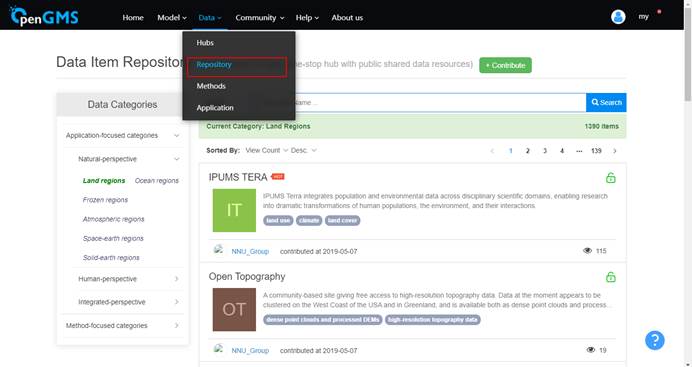 OpenGMS Home Model Data Community Help About us my
Hubs
Repository
Methods
Application
Data Item Repositor ne-stop hub with public shared data resources) + Contribute
Data Categories
Application-focused categories
Natural-perspective
Land regions Ocean regions
Frozen regions
Atmospheric regions
Space-earth regions
Solid-earth regions
Human-perspective
Integrated-perspective
Method-focused categories
Name ... Search
Current Category: Land Regions 1390 items
Sorted By: View Count Desc. < 1 2 3 4 ... 139 >
IPUMS TERA HOT
IT
IPUMS Terra integrates population and environmental data across disciplinary scientific domains, enabling research
into dramatic transformations of human populations, the environment, and their interactions.
land use climate land cover
NNU_Group contributed at 2019-05-07 115
Open Topography
OT
A community-based site giving free access to high-resolution topography data. Data at the moment appears to be
clustered on the West Coast of the USA and in Greenland, and is available both as dense point clouds and process...
dense point clouds and processed DEMs high-resolution topography data
NNU_Group contributed at 2019-05-07 19
?